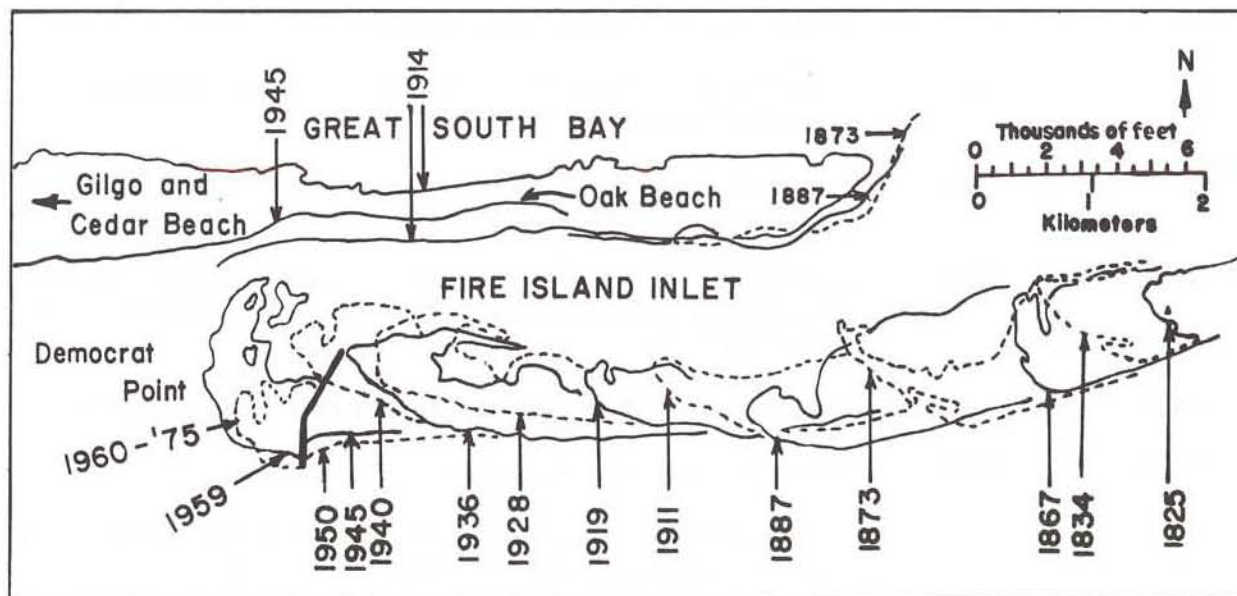 1945
1914
GREAT SOUTH BAY
N
Thousands of feet
0 2 4 6
0 1 2
Kilometers
1873
1887
Gilgo and
Cedar Beach
Oak Beach
FIRE ISLAND INLET
Democrat
Point
1960-'75
1959
1950
1945
1940
1936
1928
1919
1911
1887
1873
1867
1834
1825